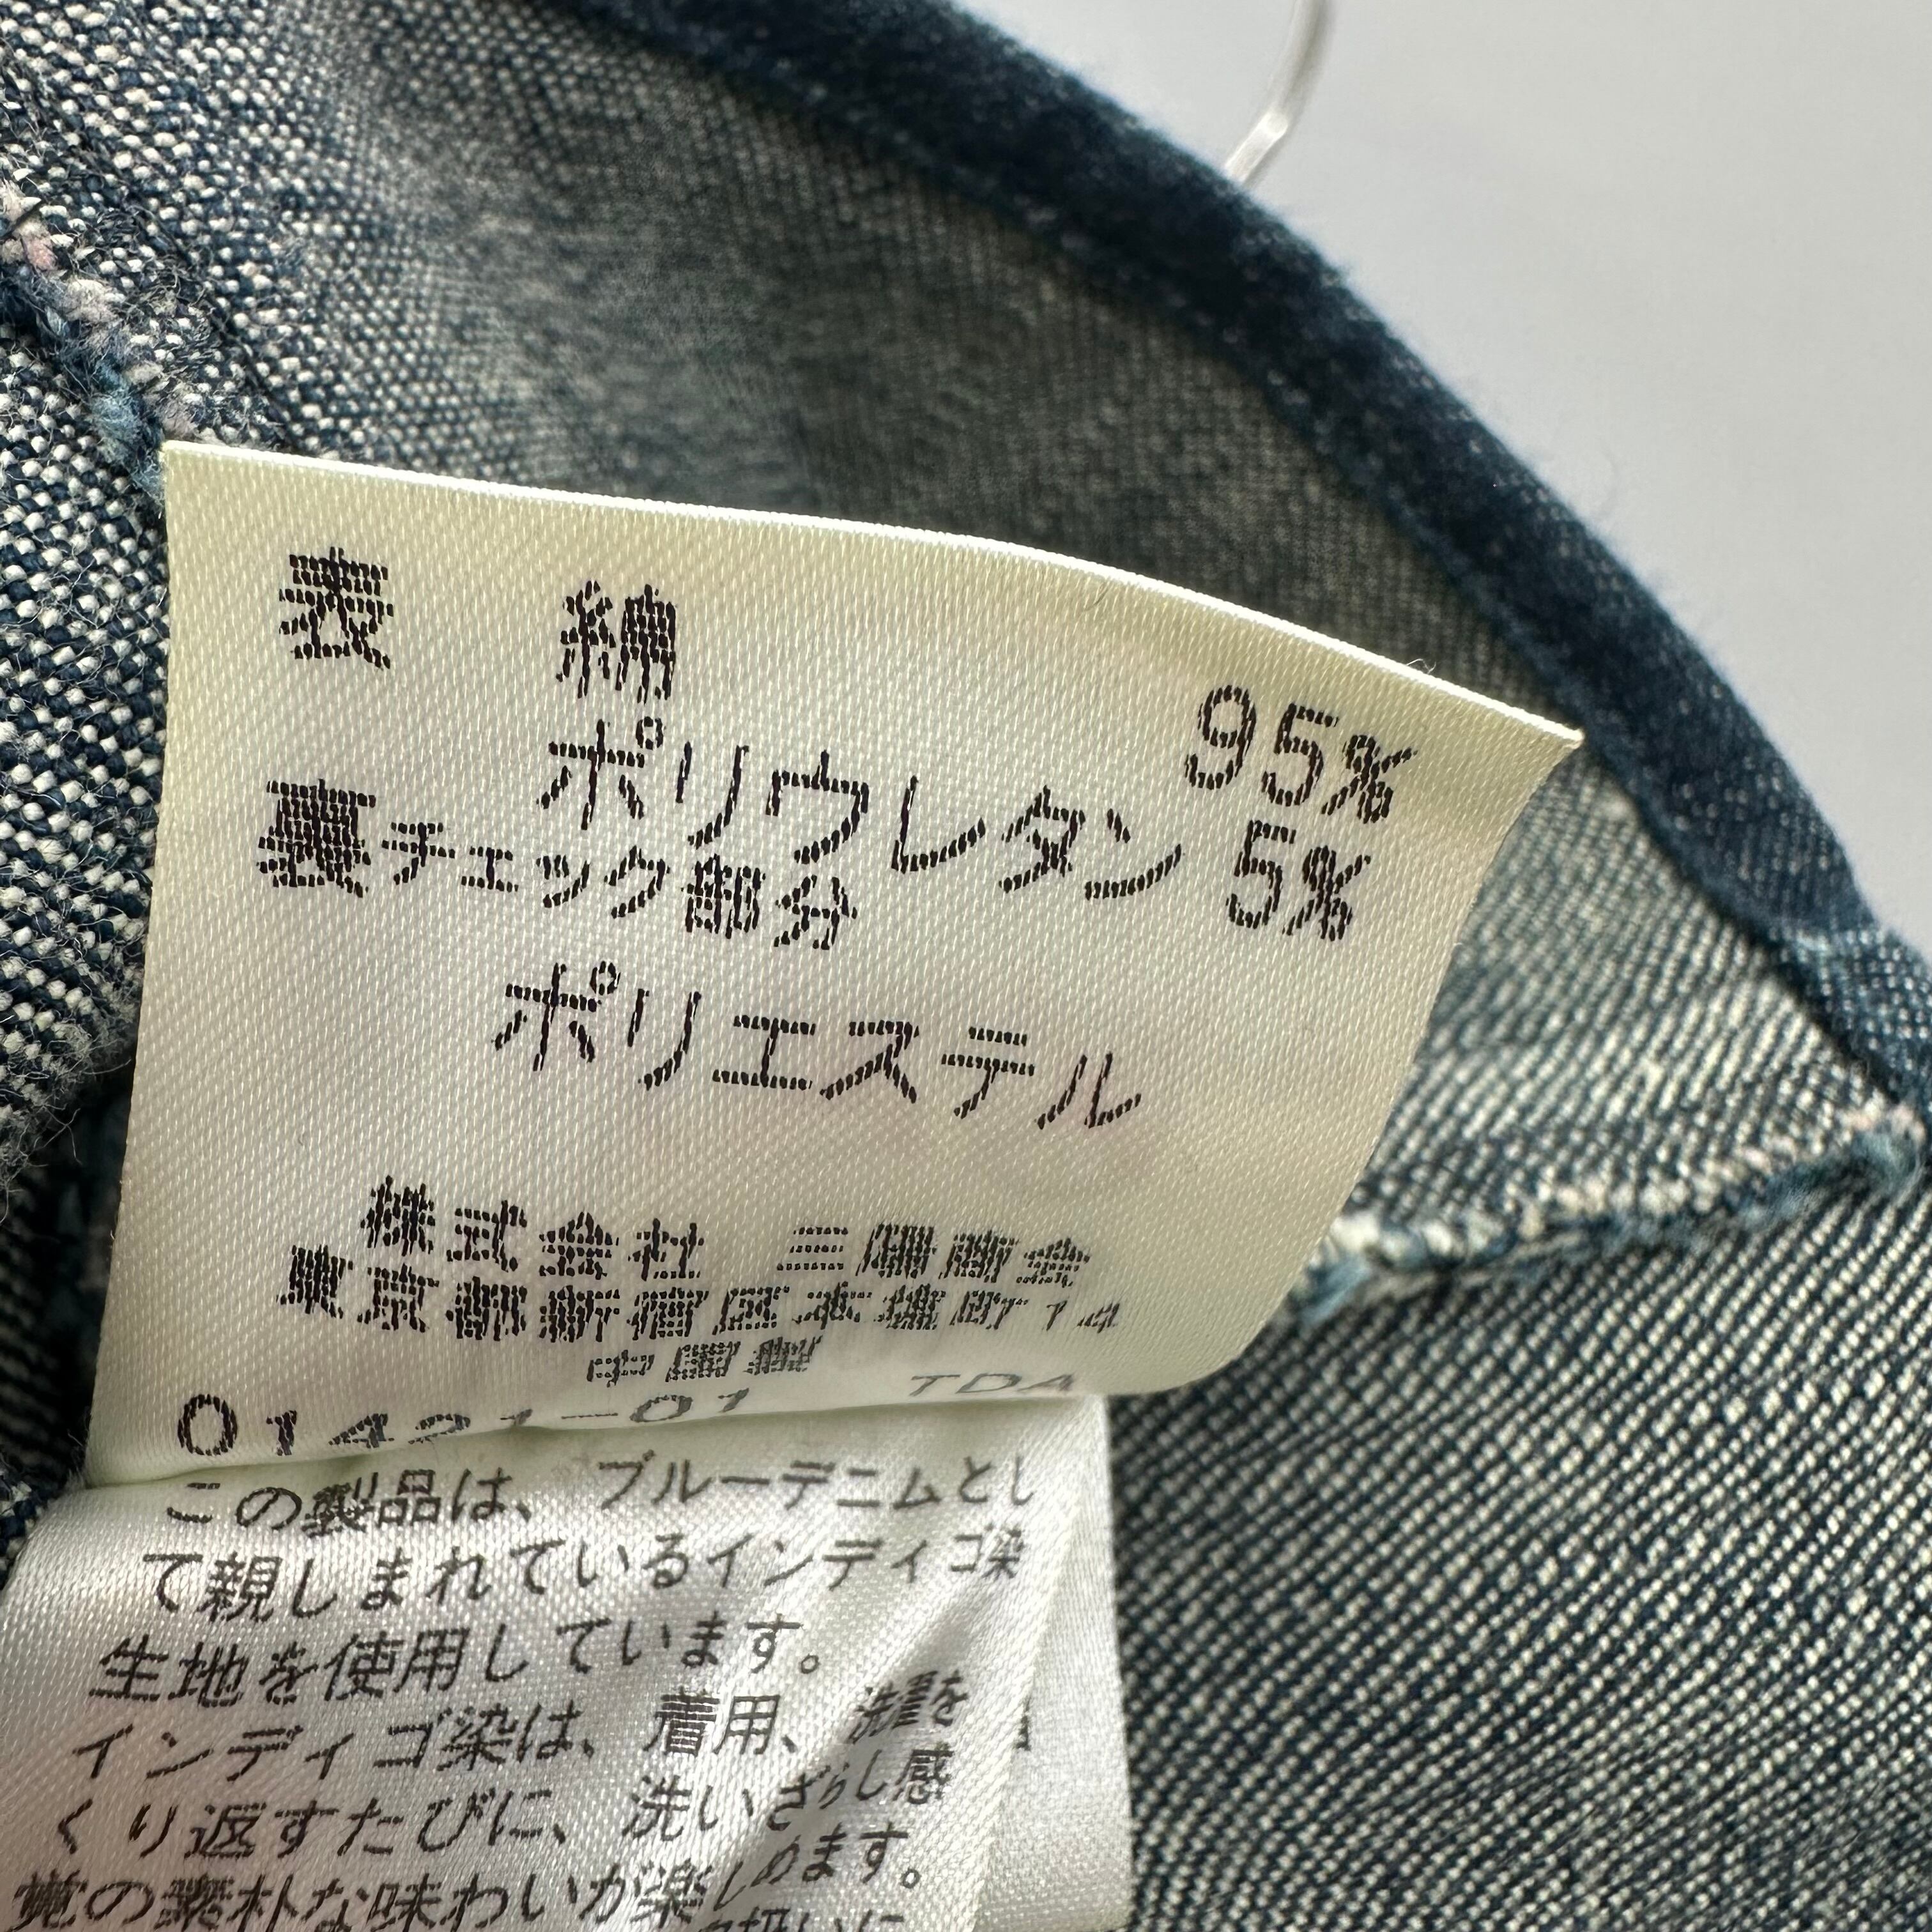 表 綿 95%
ポリウレタン 5%
裏チェック部分
ポリエステル
株式会社 三陽商会
東京都新宿区本塩町14
中国製
01421-01 TDA
この製品は、ブルーデニムとし
て親しまれているインディゴ染
生地を使用しています。
インディゴ染は、着用、洗濯を
くり返すたびに、洗いざらし感
覚の素朴な味わいが楽しめます。
扱いに